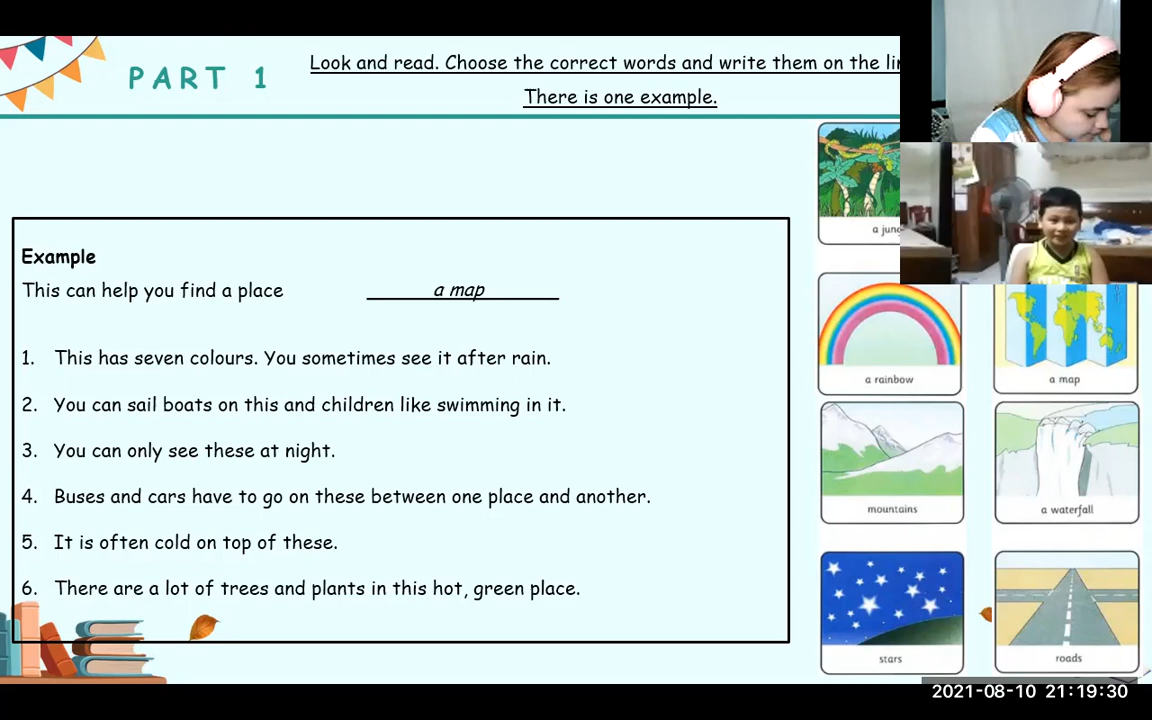 PART 1
Look and read. Choose the correct words and write them on the
There is one example.
Example
This can help you find a place a map
1. This has seven colours. You sometimes see it after rain.
2. You can sail boats on this and children like swimming in it.
3. You can only see these at night.
4. Buses and cars have to go on these between one place and another.
5. It is often cold on top of these.
6. There are a lot of trees and plants in this hot, green place.
a
a rainbow
a map
mountains
a waterfall
stars
roads
2021-08-10 21:19:30